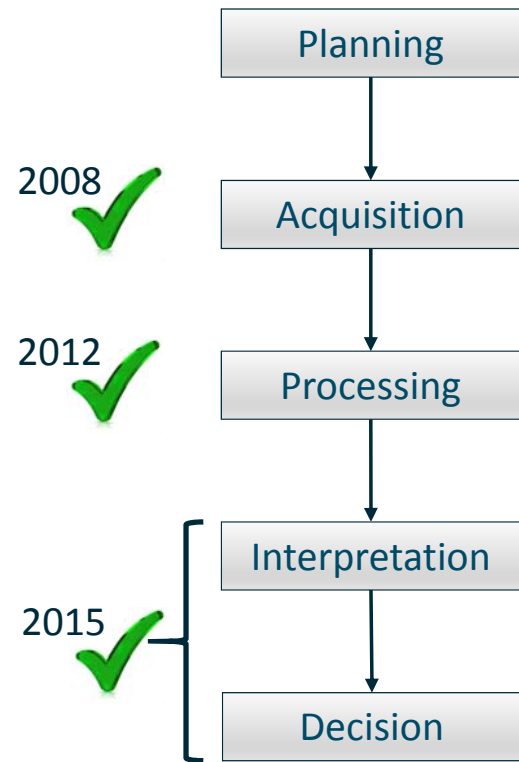 Planning
2008
Acquisition
2012
Processing
Interpretation
2015
Decision